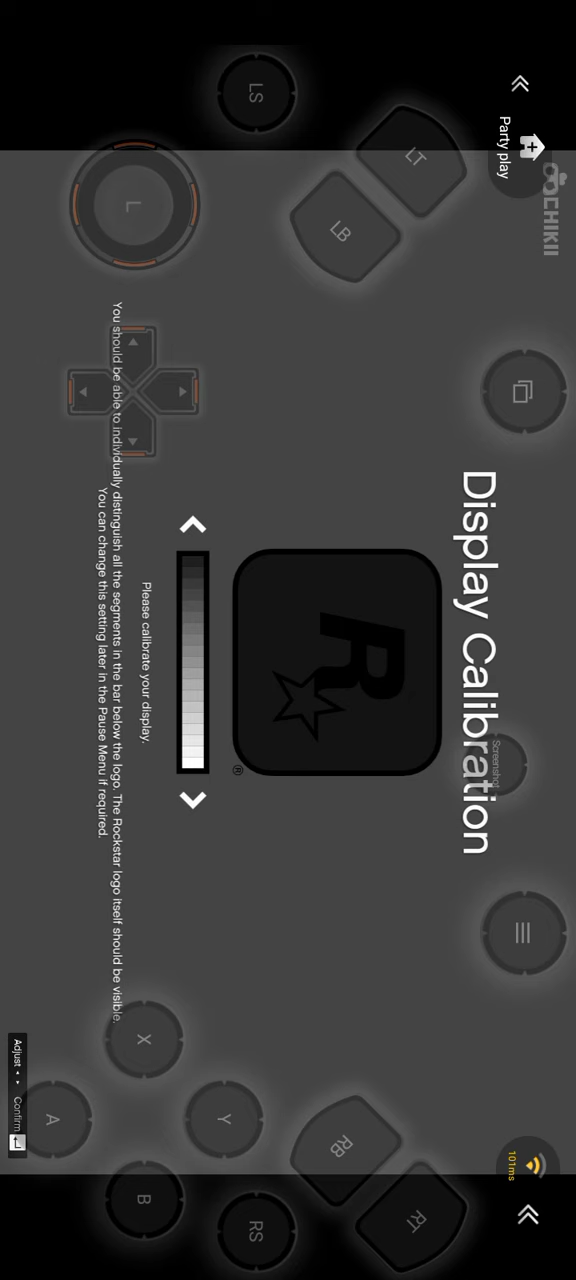 LS
LT
LB
L
Party play
CHIKII
Display Calibration
Screenshot
R
®
Please calibrate your display.
You should be able to individually distinguish all the segments in the bar below the logo. The Rockstar logo itself should be visible.
You can change this setting later in the Pause Menu if required.
X
Y
A
B
RB
RT
RS
101ms
Adjust
Confirm